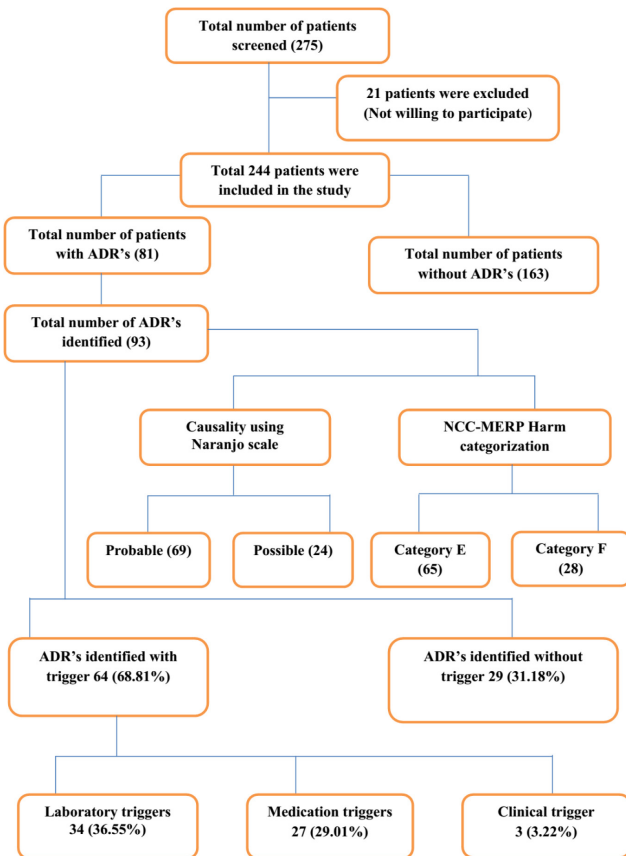 Total number of patients
screened (275)
21 patients were excluded
(Not willing to participate)
Total 244 patients were
included in the study
Total number of patients
with ADR's (81)
Total number of patients
without ADR's (163)
Total number of ADR's
identified (93)
Causality using
Naranjo scale
NCC-MERP Harm
categorization
Probable (69)
Possible (24)
Category E
(65)
Category F
(28)
ADR's identified with
trigger 64 (68.81%)
ADR's identified without
trigger 29 (31.18%)
Laboratory triggers
34 (36.55%)
Medication triggers
27 (29.01%)
Clinical trigger
3 (3.22%)